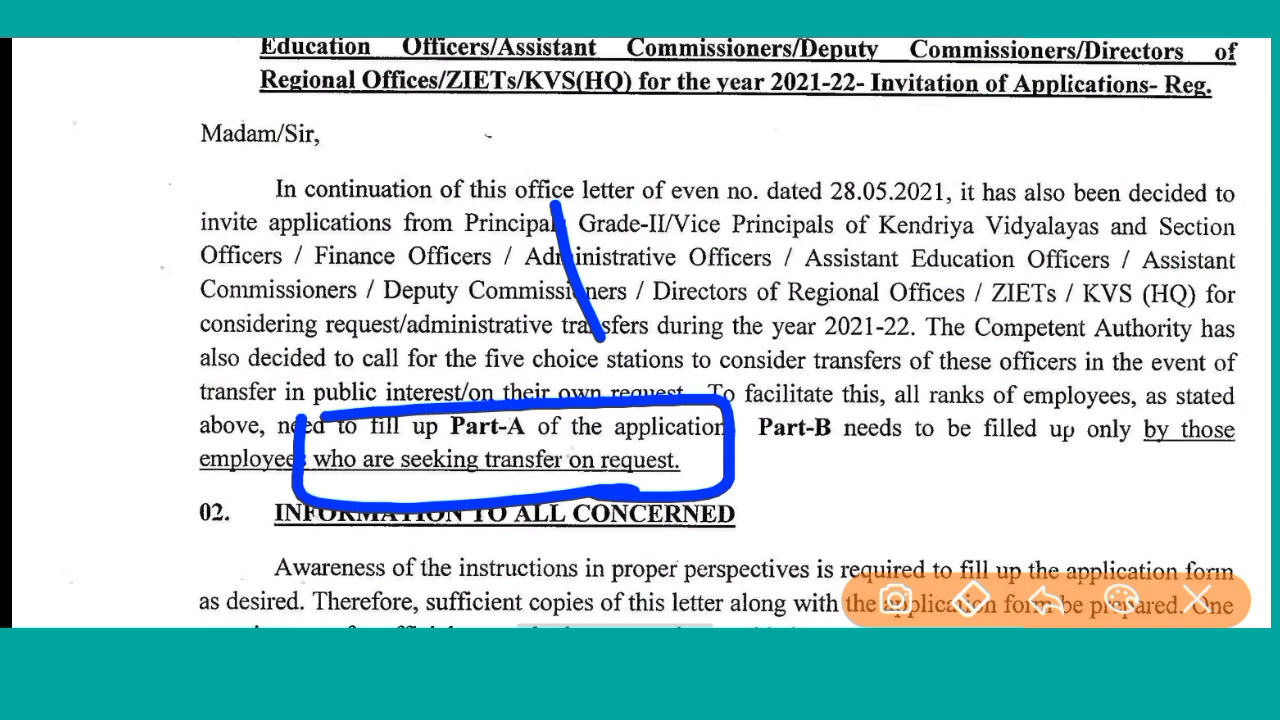 Education Officers/Assistant Commissioners/Deputy Commissioners/Directors of
Regional Offices/ZIETs/KVS(HQ) for the year 2021-22- Invitation of Applications- Reg.
Madam/Sir,
In continuation of this office letter of even no. dated 28.05.2021, it has also been decided to
invite applications from Principals Grade-II/Vice Principals of Kendriya Vidyalayas and Section
Officers / Finance Officers / Administrative Officers / Assistant Education Officers / Assistant
Commissioners / Deputy Commissioners / Directors of Regional Offices / ZIETs / KVS (HQ) for
considering request/administrative transfers during the year 2021-22. The Competent Authority has
also decided to call for the five choice stations to consider transfers of these officers in the event of
transfer in public interest/on their own request. To facilitate this, all ranks of employees, as stated
above, need to fill up Part-A of the application Part-B needs to be filled up only by those
employees who are seeking transfer on request.
02. INFORMATION TO ALL CONCERNED
Awareness of the instructions in proper perspectives is required to fill up the application form
as desired. Therefore, sufficient copies of this letter along with the application form be prepared. One